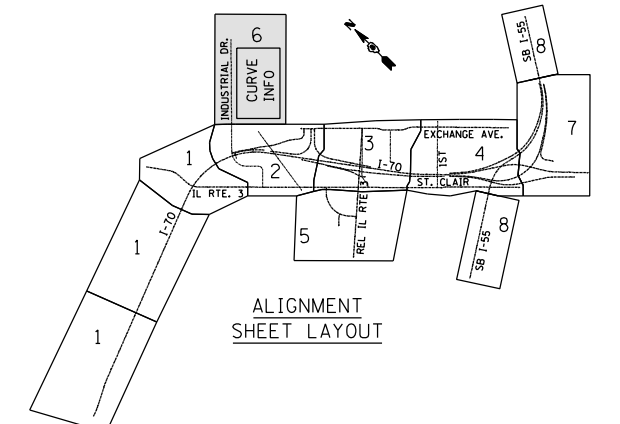 6
INDUSTRIAL DR.
CURVE
INFO
N
SB I-55
8
7
EXCHANGE AVE.
1
2
3
I-70
1ST
4
ST. CLAIR
IL RTE. 3
REL IL RTE 3
I-70
1
5
8
SB I-55
1
ALIGNMENT
SHEET LAYOUT